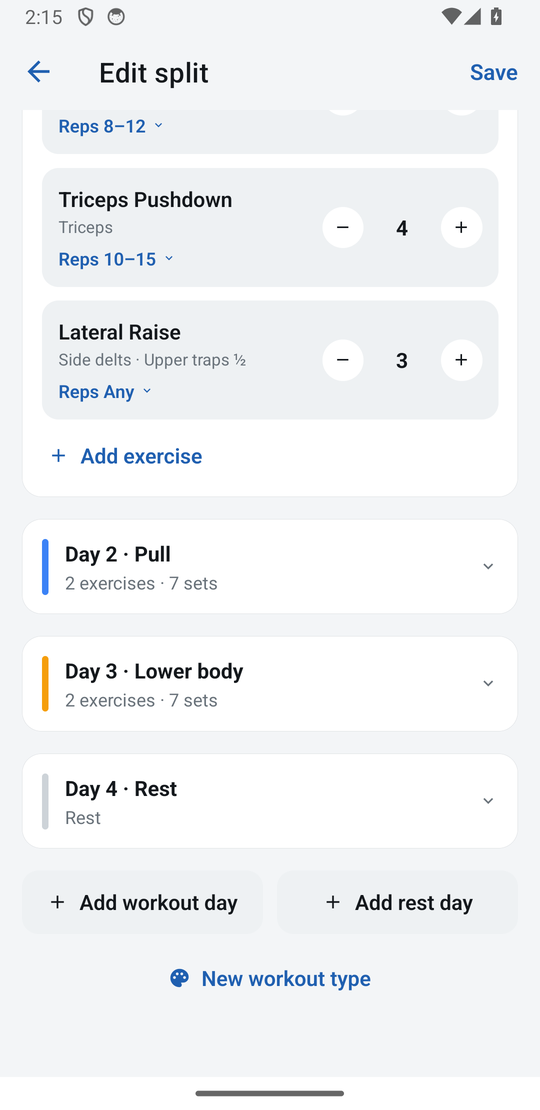 2:15
Edit split
Save
Reps 8–12
Triceps Pushdown
Triceps
Reps 10–15
− 4 +
Lateral Raise
Side delts · Upper traps ½
Reps Any
− 3 +
+ Add exercise
Day 2 · Pull
2 exercises · 7 sets
Day 3 · Lower body
2 exercises · 7 sets
Day 4 · Rest
Rest
+ Add workout day
+ Add rest day
New workout type